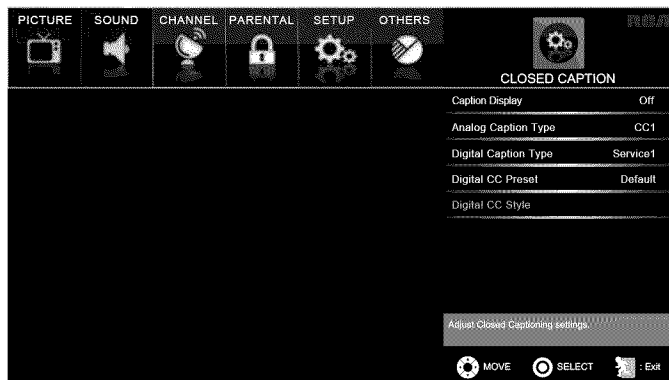 PICTURE SOUND CHANNEL PARENTAL SETUP OTHERS
RCA
CLOSED CAPTION
Caption Display Off
Analog Caption Type CC1
Digital Caption Type Service1
Digital CC Preset Default
Digital CC Style
Adjust Closed Captioning settings.
MOVE SELECT : Exit